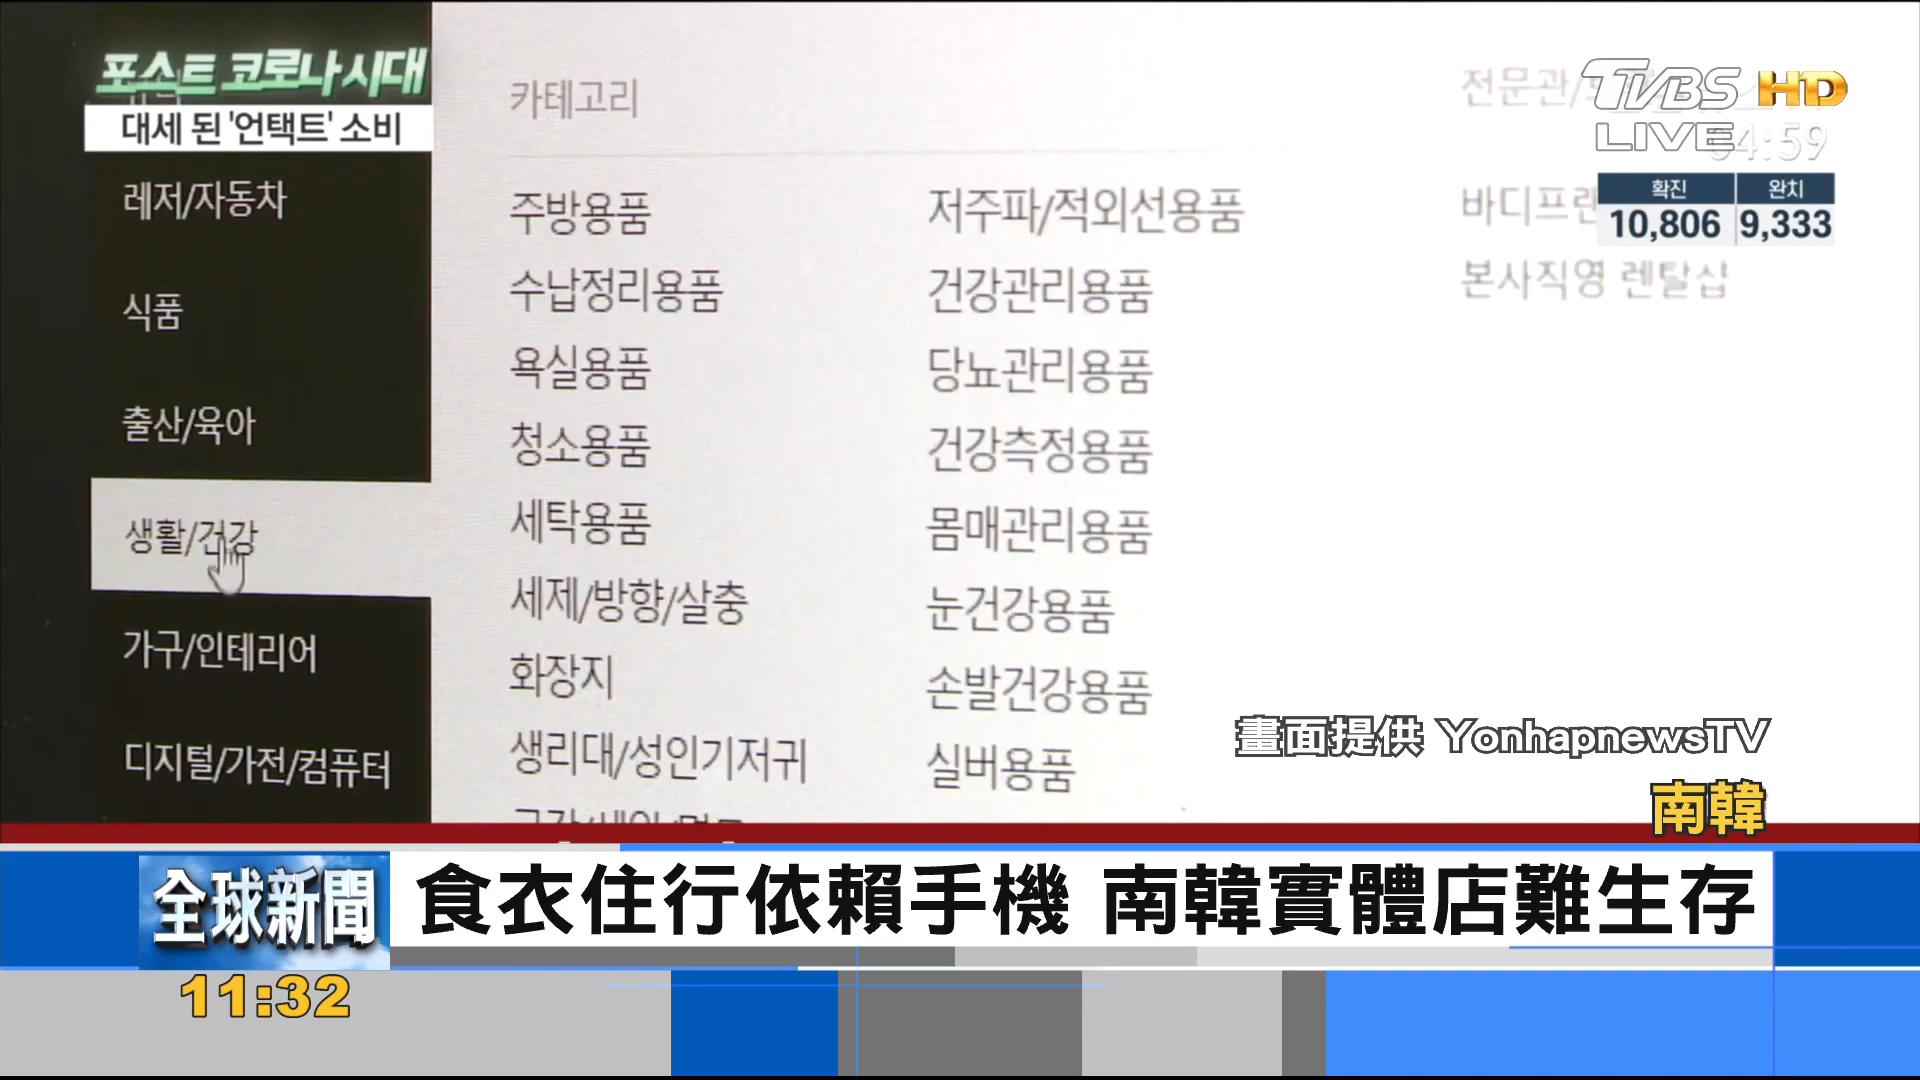 포스트 코로나 시대
대세 된 '언택트' 소비
레저/자동차
식품
출산/육아
생활/건강
가구/인테리어
디지털/가전/컴퓨터
카테고리
주방용품
수납정리용품
욕실용품
청소용품
세탁용품
세제/방향/살충
화장지
생리대/성인기저귀
저주파/적외선용품
건강관리용품
당뇨관리용품
건강측정용품
몸매관리용품
눈건강용품
손발건강용품
실버용품
전문관/
바디프랜
본사직영 렌탈샵
TVBS HD
LIVE
04:59
확진 완치
10,806 9,333
畫面提供 YonhapnewsTV
南韓
全球新聞
食衣住行依賴手機 南韓實體店難生存
11:32